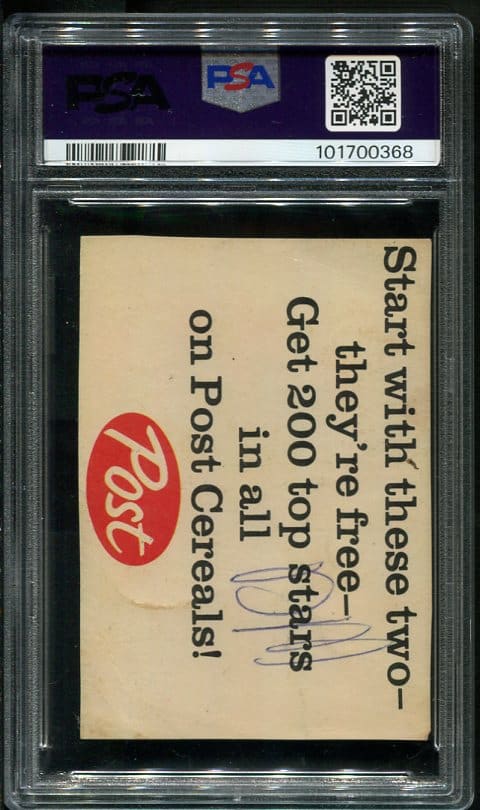 PSA
PSA
101700368
Start with these two–
they're free–
Get 200 top stars
in all
on Post Cereals!
Post